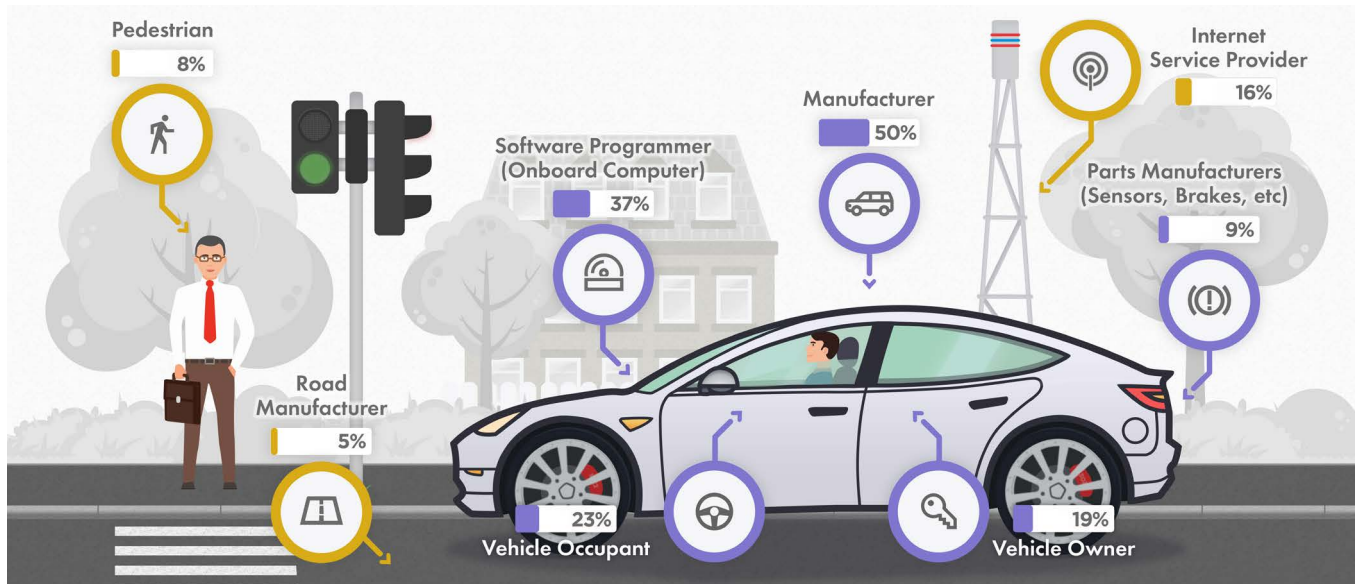 Pedestrian
8%
Internet
Service Provider
16%
Manufacturer
50%
Software Programmer
(Onboard Computer)
37%
Parts Manufacturers
(Sensors, Brakes, etc)
9%
Road
Manufacturer
5%
23%
Vehicle Occupant
19%
Vehicle Owner